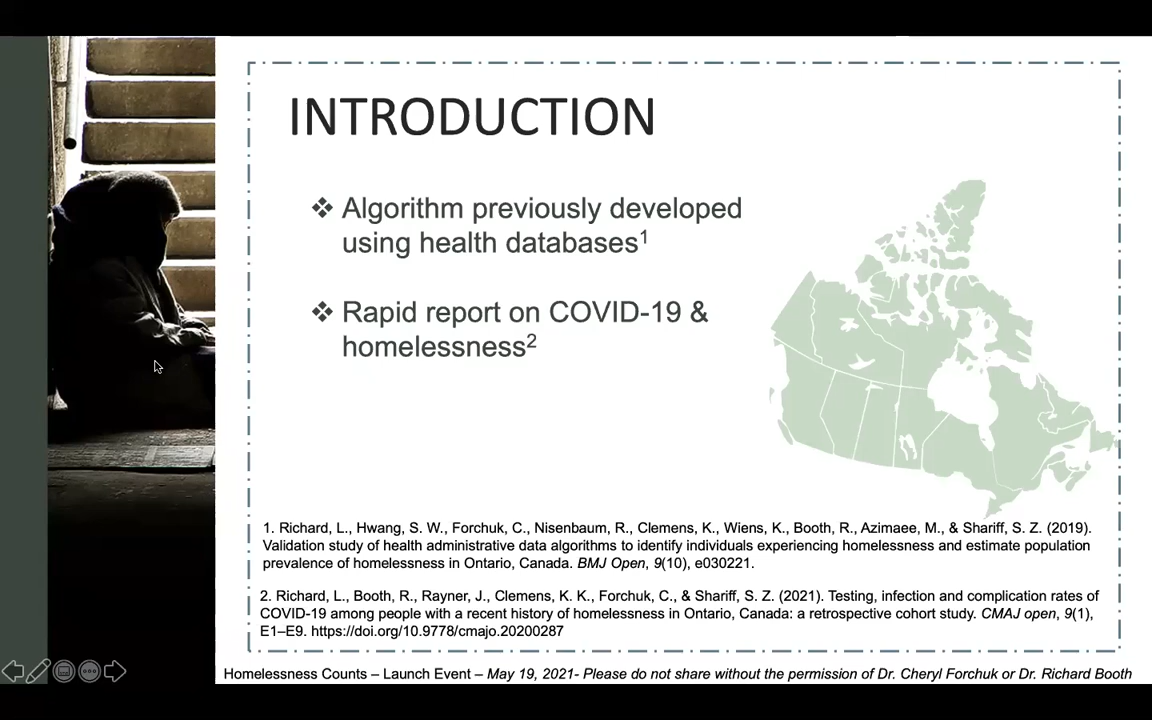 INTRODUCTION
❖ Algorithm previously developed
using health databases¹
❖ Rapid report on COVID-19 &
homelessness²
1. Richard, L., Hwang, S. W., Forchuk, C., Nisenbaum, R., Clemens, K., Wiens, K., Booth, R., Azimaee, M., & Shariff, S. Z. (2019).
Validation study of health administrative data algorithms to identify individuals experiencing homelessness and estimate population
prevalence of homelessness in Ontario, Canada. BMJ Open, 9(10), e030221.
2. Richard, L., Booth, R., Rayner, J., Clemens, K. K., Forchuk, C., & Shariff, S. Z. (2021). Testing, infection and complication rates of
COVID-19 among people with a recent history of homelessness in Ontario, Canada: a retrospective cohort study. CMAJ open, 9(1),
E1–E9. https://doi.org/10.9778/cmajo.20200287
Homelessness Counts – Launch Event – May 19, 2021- Please do not share without the permission of Dr. Cheryl Forchuk or Dr. Richard Booth